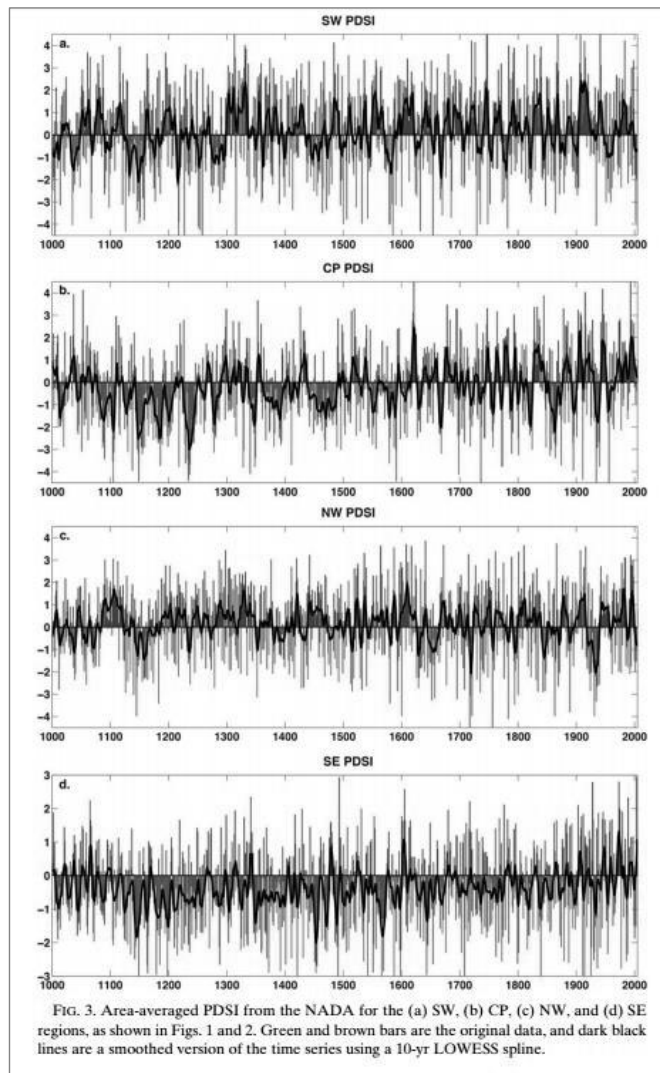 SW PDSI
a.
4
3
2
1
0
−1
−2
−3
−4
1000 1100 1200 1300 1400 1500 1600 1700 1800 1900 2000
CP PDSI
b.
4
3
2
1
0
−1
−2
−3
−4
1000 1100 1200 1300 1400 1500 1600 1700 1800 1900 2000
NW PDSI
c.
4
3
2
1
0
−1
−2
−3
−4
1000 1100 1200 1300 1400 1500 1600 1700 1800 1900 2000
SE PDSI
d.
3
2
1
0
−1
−2
−3
1000 1100 1200 1300 1400 1500 1600 1700 1800 1900 2000
FIG. 3. Area-averaged PDSI from the NADA for the (a) SW, (b) CP, (c) NW, and (d) SE
regions, as shown in Figs. 1 and 2. Green and brown bars are the original data, and dark black
lines are a smoothed version of the time series using a 10-yr LOWESS spline.